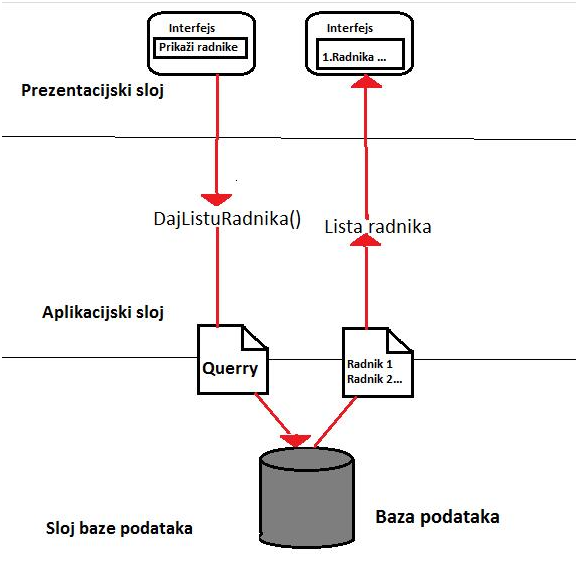 Interfejs
Prikaži radnike
Interfejs
1.Radnika ...
Prezentacijski sloj
DajListuRadnika()
Lista radnika
Aplikacijski sloj
Querry
Radnik 1
Radnik 2...
Baza podataka
Sloj baze podataka